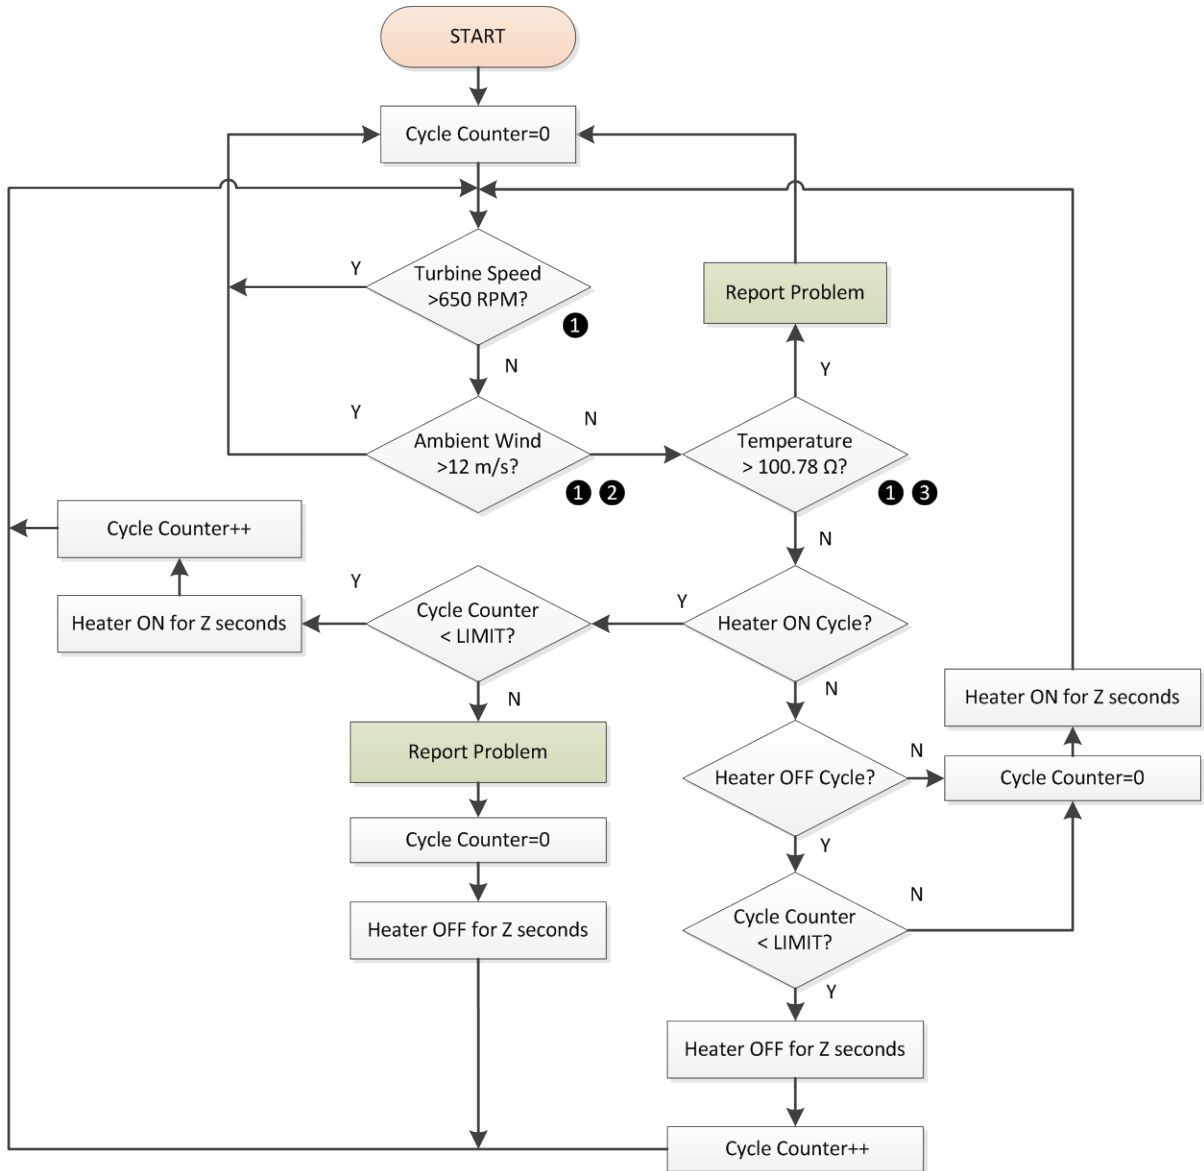 START
Cycle Counter=0
Y
Turbine Speed
>650 RPM?
❶
N
Report Problem
Y
Y
Ambient Wind
>12 m/s?
N
❶ ❷
Temperature
> 100.78 Ω?
❶ ❸
N
Cycle Counter++
Heater ON for Z seconds
Y
Cycle Counter
< LIMIT?
Y
Heater ON Cycle?
N
N
Report Problem
Cycle Counter=0
Heater OFF for Z seconds
Heater OFF Cycle?
N
Heater ON for Z seconds
Cycle Counter=0
Y
Cycle Counter
< LIMIT?
N
Y
Heater OFF for Z seconds
Cycle Counter++